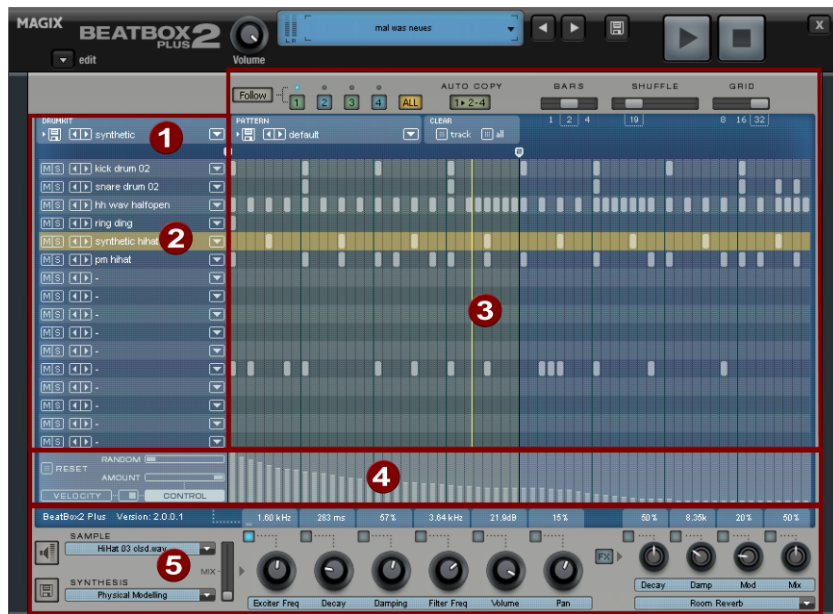 MAGIX
BEATBOX 2
PLUS
edit
Volume
mal was neues
X
Follow
1
2
3
4
ALL
AUTO COPY
1▸2-4
BARS
SHUFFLE
GRID
1 2 4
19
8 16 32
DRUMKIT
synthetic
1
PATTERN
default
CLEAR
track
all
M S kick drum 02
M S snare drum 02
M S hh wav halfopen
M S ring ding
M S synthetic hihat
2
M S pm hihat
M S -
M S -
M S -
3
M S -
M S -
M S -
M S -
M S -
M S -
M S -
RESET
RANDOM
AMOUNT
VELOCITY
CONTROL
4
BeatBox2 Plus Version: 2.0.0.1
1.60 kHz
283 ms
57%
3.64 kHz
21.9dB
15%
50%
8.35k
20%
50%
SAMPLE
HiHat 03 clsd.wav
5
MIX
SYNTHESIS
Physical Modelling
FX
Exciter Freq
Decay
Damping
Filter Freq
Volume
Pan
Decay
Damp
Mod
Mix
Room Reverb